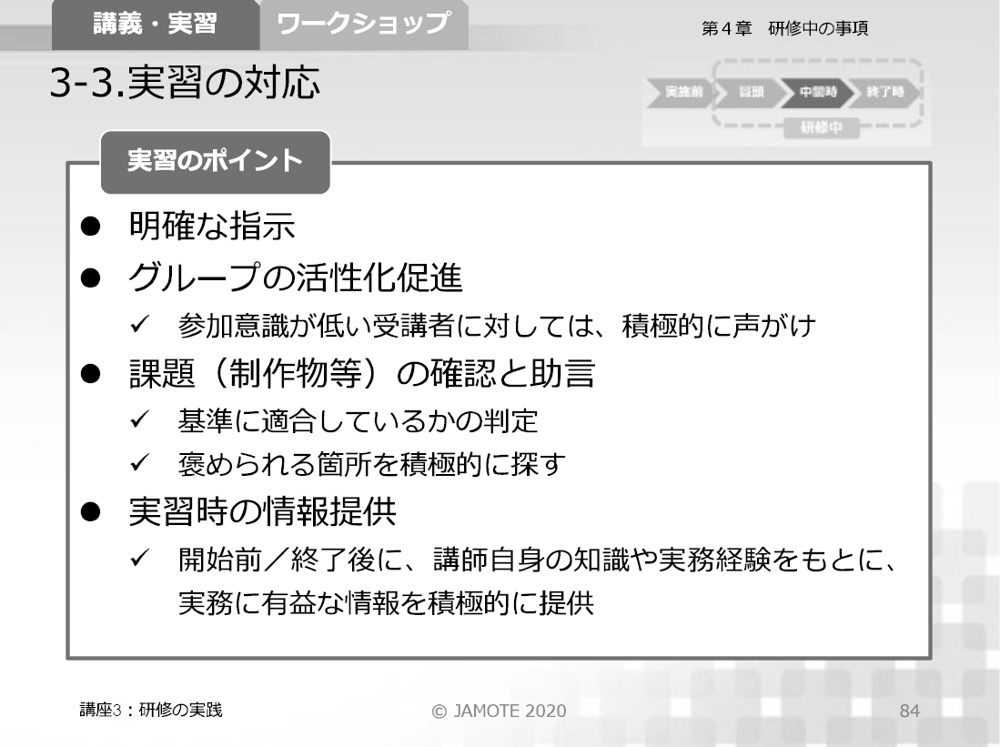 講義・実習
ワークショップ
第４章　研修中の事項
3-3.実習の対応
実施前
冒頭
中間時
終了時
研修中
実習のポイント
● 明確な指示
● グループの活性化促進
✓ 参加意識が低い受講者に対しては、積極的に声がけ
● 課題（制作物等）の確認と助言
✓ 基準に適合しているかの判定
✓ 褒められる箇所を積極的に探す
● 実習時の情報提供
✓ 開始前／終了後に、講師自身の知識や実務経験をもとに、
実務に有益な情報を積極的に提供
講座3：研修の実践
© JAMOTE 2020
84